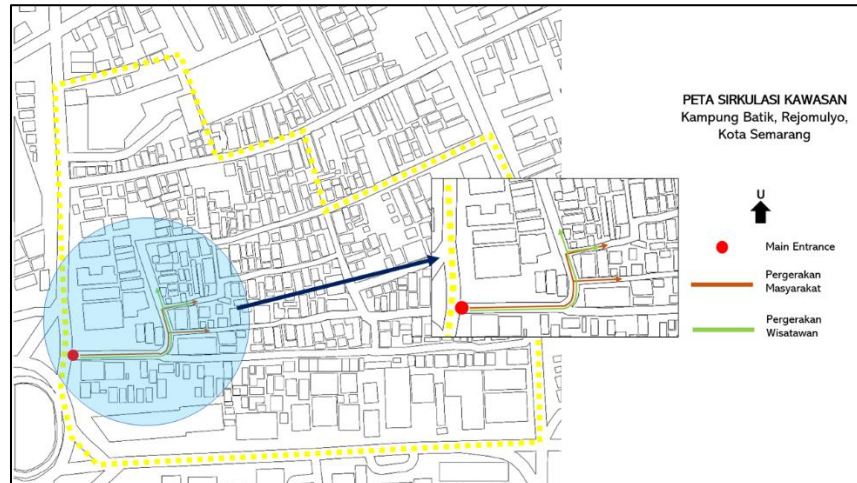 PETA SIRKULASI KAWASAN
Kampung Batik, Rejomulyo,
Kota Semarang
U
Main Entrance
Pergerakan
Masyarakat
Pergerakan
Wisatawan